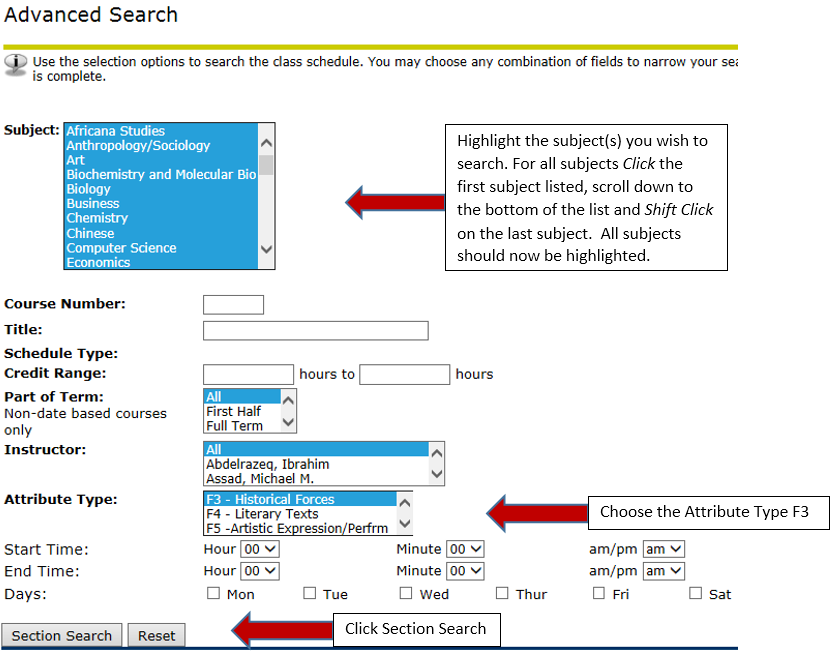 Advanced Search
Use the selection options to search the class schedule. You may choose any combination of fields to narrow your
is complete.
Subject:
Africana Studies
Anthropology/Sociology
Art
Biochemistry and Molecular Bio
Biology
Business
Chemistry
Chinese
Computer Science
Economics
Highlight the subject(s) you wish to
search. For all subjects Click the
first subject listed, scroll down to
the bottom of the list and Shift Click
on the last subject. All subjects
should now be highlighted.
Course Number:
Title:
Schedule Type:
Credit Range: hours to hours
Part of Term:
Non-date based courses
only
All
First Half
Full Term
Instructor:
All
Abdelrazeq, Ibrahim
Assad, Michael M.
Attribute Type:
F3 - Historical Forces
F4 - Literary Texts
F5 -Artistic Expression/Perfrm
Choose the Attribute Type F3
Start Time: Hour 00 Minute 00 am/pm am
End Time: Hour 00 Minute 00 am/pm am
Days: Mon Tue Wed Thur Fri Sat
Section Search Reset
Click Section Search